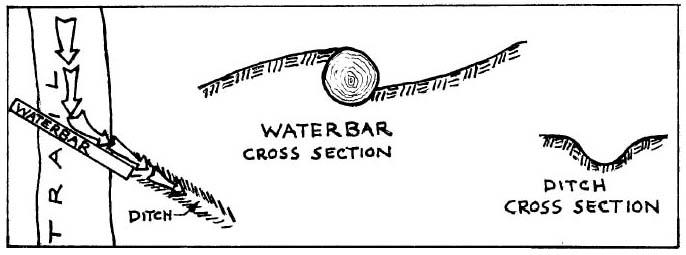 TRAIL
WATERBAR
DITCH
WATERBAR
CROSS SECTION
DITCH
CROSS SECTION